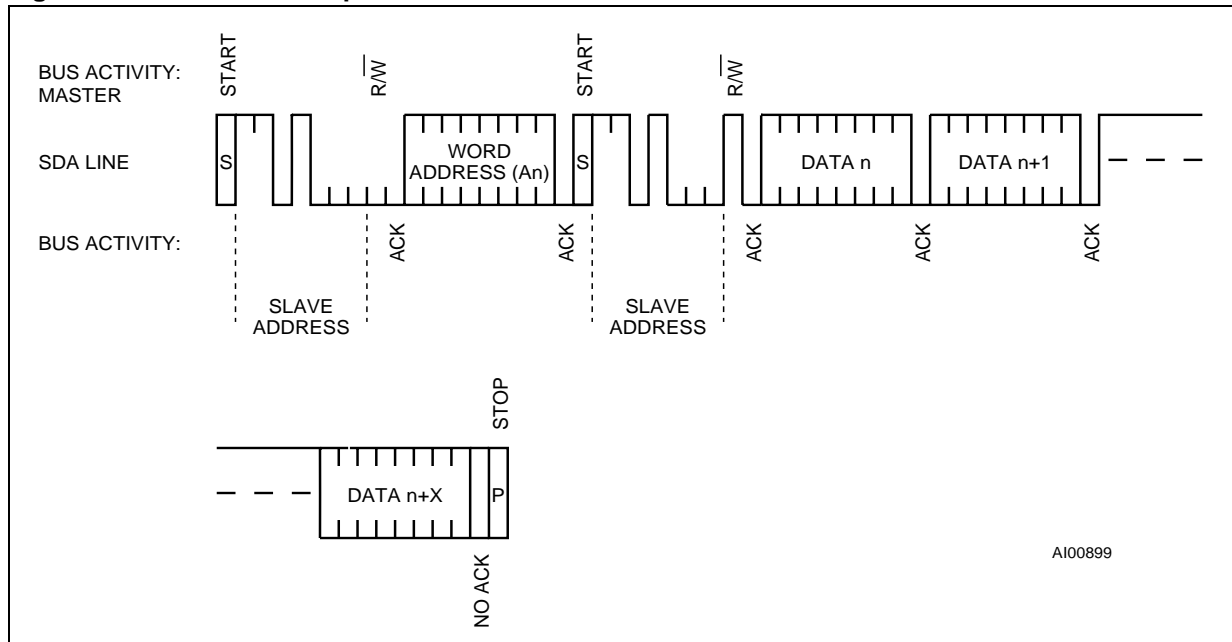 BUS ACTIVITY:
MASTER
START
R/W
START
R/W
SDA LINE
S
WORD
ADDRESS (An)
S
DATA n
DATA n+1
BUS ACTIVITY:
ACK
ACK
ACK
ACK
ACK
SLAVE
ADDRESS
SLAVE
ADDRESS
STOP
DATA n+X
P
NO ACK
AI00899